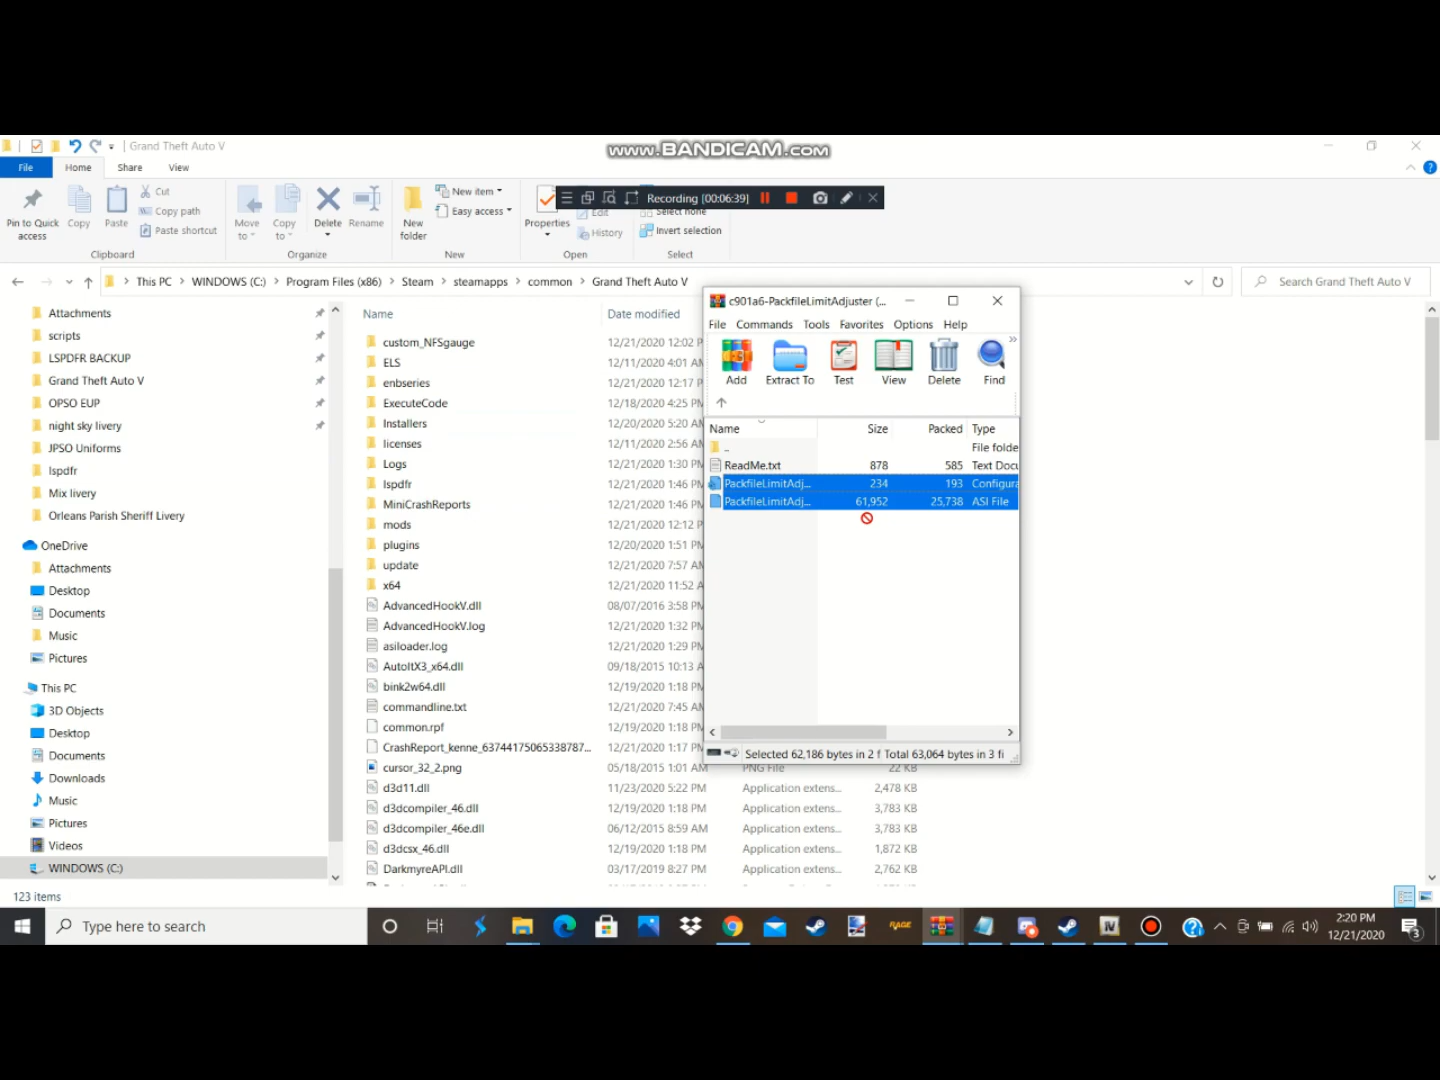 Grand Theft Auto V
www.BANDICAM.com
File
Home
Share
View
Pin to Quick access
Copy
Paste
Cut
Copy path
Paste shortcut
Clipboard
Move to
Copy to
Delete
Rename
Organize
New folder
New item
Easy access
New
Properties
Edit
History
Open
Select none
Invert selection
Select
Recording [00:06:39]
This PC
WINDOWS (C:)
Program Files (x86)
Steam
steamapps
common
Grand Theft Auto V
Search Grand Theft Auto V
Attachments
scripts
LSPDFR BACKUP
Grand Theft Auto V
OPSO EUP
night sky livery
JPSO Uniforms
lspdfr
Mix livery
Orleans Parish Sheriff Livery
OneDrive
Attachments
Desktop
Documents
Music
Pictures
This PC
3D Objects
Desktop
Documents
Downloads
Music
Pictures
Videos
WINDOWS (C:)
123 items
Name Date modified
custom_NFSgauge 12/21/2020 12:02 P
ELS 12/11/2020 4:01 A
enbseries 12/21/2020 12:17 P
ExecuteCode 12/18/2020 4:25 P
Installers 12/20/2020 5:20 A
licenses 12/11/2020 2:56 A
Logs 12/21/2020 1:30 P
lspdfr 12/21/2020 1:46 P
MiniCrashReports 12/21/2020 1:46 P
mods 12/21/2020 12:12 P
plugins 12/20/2020 1:51 P
update 12/21/2020 7:57 A
x64 12/21/2020 11:52 A
AdvancedHookV.dll 08/07/2016 3:58 P
AdvancedHookV.log 12/21/2020 1:32 P
asiloader.log 12/21/2020 1:29 P
AutoItX3_x64.dll 09/18/2015 10:13
bink2w64.dll 12/19/2020 1:18 P
commandline.txt 12/21/2020 7:45 A
common.rpf 12/19/2020 1:18 P
CrashReport_kenne_63744175065338787... 12/21/2020 1:17 P
cursor_32_2.png 05/18/2015 1:01 AM PNG File 22 KB
d3d11.dll 11/23/2020 5:22 PM Application extens... 2,478 KB
d3dcompiler_46.dll 12/19/2020 1:18 PM Application extens... 3,783 KB
d3dcompiler_46e.dll 06/12/2015 8:59 AM Application extens... 3,783 KB
d3dcsx_46.dll 12/19/2020 1:18 PM Application extens... 1,872 KB
DarkmyreAPI.dll 03/17/2019 8:27 PM Application extens... 2,762 KB
c901a6-PackfileLimitAdjuster (...
File Commands Tools Favorites Options Help
Add Extract To Test View Delete Find
Name Size Packed Type
.. File folde
ReadMe.txt 878 585 Text Docu
PackfileLimitAdj... 234 193 Configura
PackfileLimitAdj... 61,952 25,738 ASI File
Selected 62,186 bytes in 2 f Total 63,064 bytes in 3 fi
Type here to search
RAGE
IV
2:20 PM
12/21/2020
3